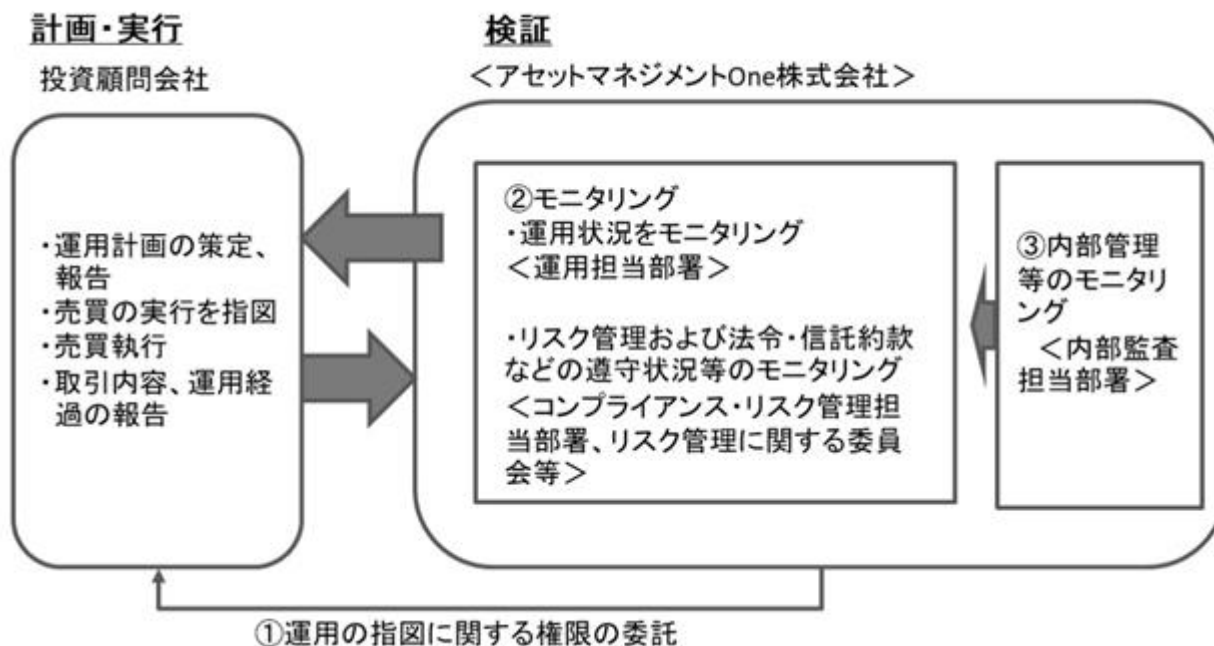 計画・実行
投資顧問会社
・運用計画の策定、
報告
・売買の実行を指図
・売買執行
・取引内容、運用経
過の報告
検証
＜アセットマネジメントOne株式会社＞
②モニタリング
・運用状況をモニタリング
＜運用担当部署＞
・リスク管理および法令・信託約款
などの遵守状況等のモニタリング
＜コンプライアンス・リスク管理担
当部署、リスク管理に関する委員
会等＞
③内部管理
等のモニタリ
ング
＜内部監査
担当部署＞
①運用の指図に関する権限の委託